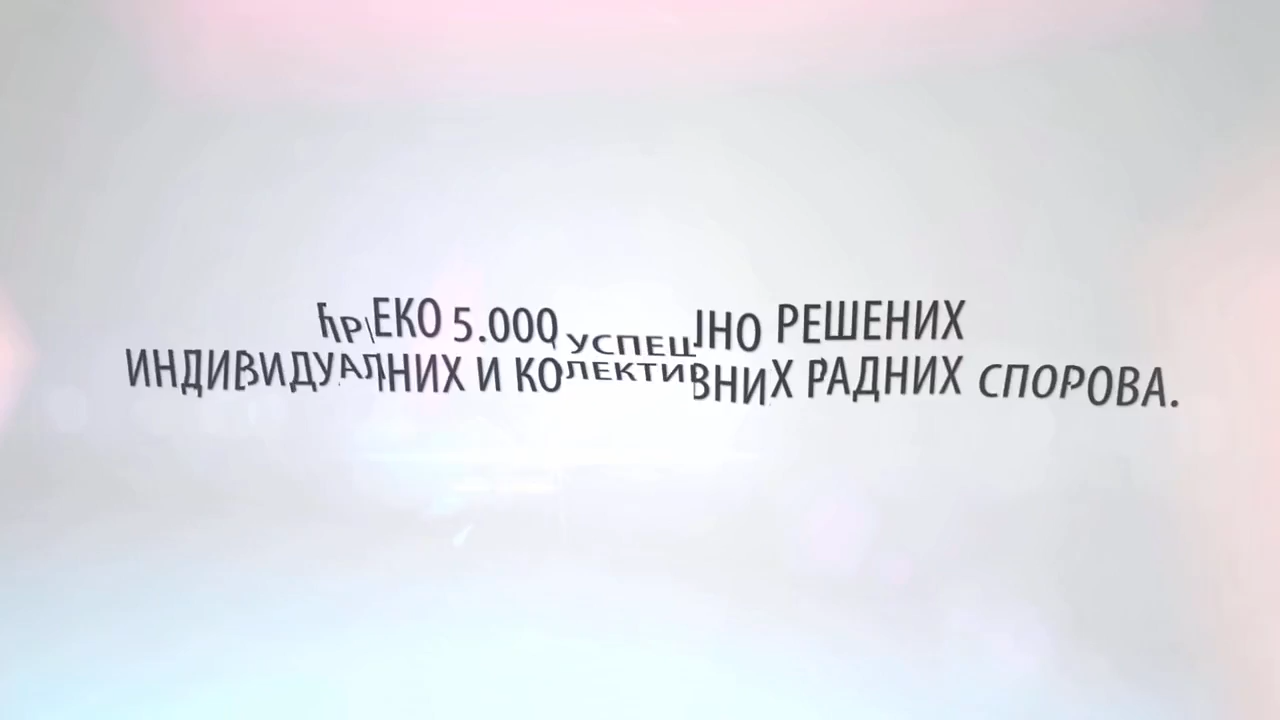 ПРЕКО 5.000 УСПЕШНО РЕШЕНИХ
ИНДИВИДУАЛНИХ И КОЛЕКТИВНИХ РАДНИХ СПОРОВА.